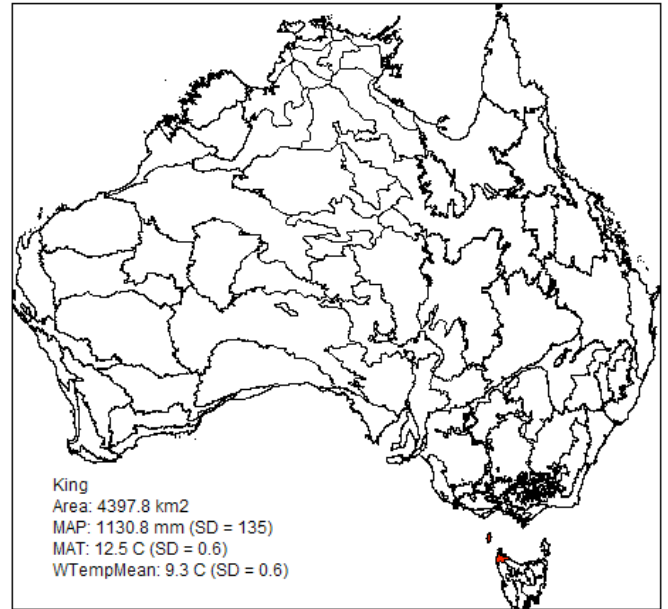 King
Area: 4397.8 km2
MAP: 1130.8 mm (SD = 135)
MAT: 12.5 C (SD = 0.6)
WTempMean: 9.3 C (SD = 0.6)